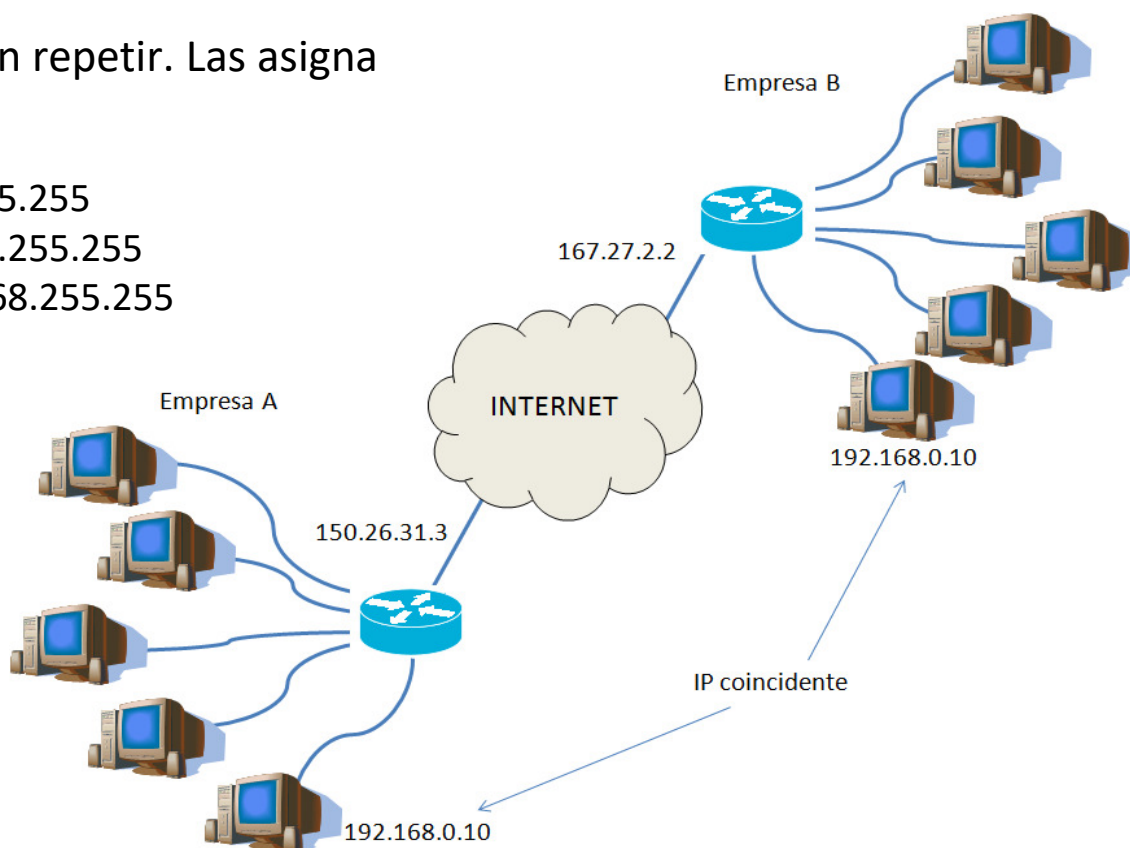 n repetir. Las asigna
5.255
.255.255
68.255.255
Empresa B
167.27.2.2
INTERNET
192.168.0.10
Empresa A
150.26.31.3
IP coincidente
192.168.0.10